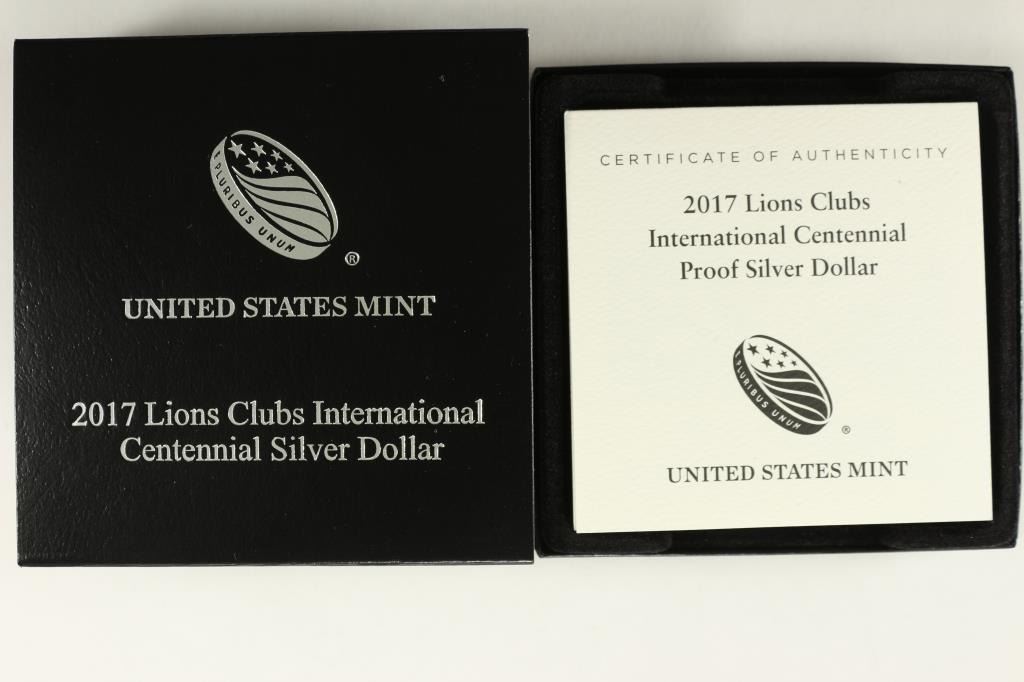 E PLURIBUS UNUM
®
UNITED STATES MINT
2017 Lions Clubs International
Centennial Silver Dollar
CERTIFICATE OF AUTHENTICITY
2017 Lions Clubs
International Centennial
Proof Silver Dollar
E PLURIBUS UNUM
®
UNITED STATES MINT